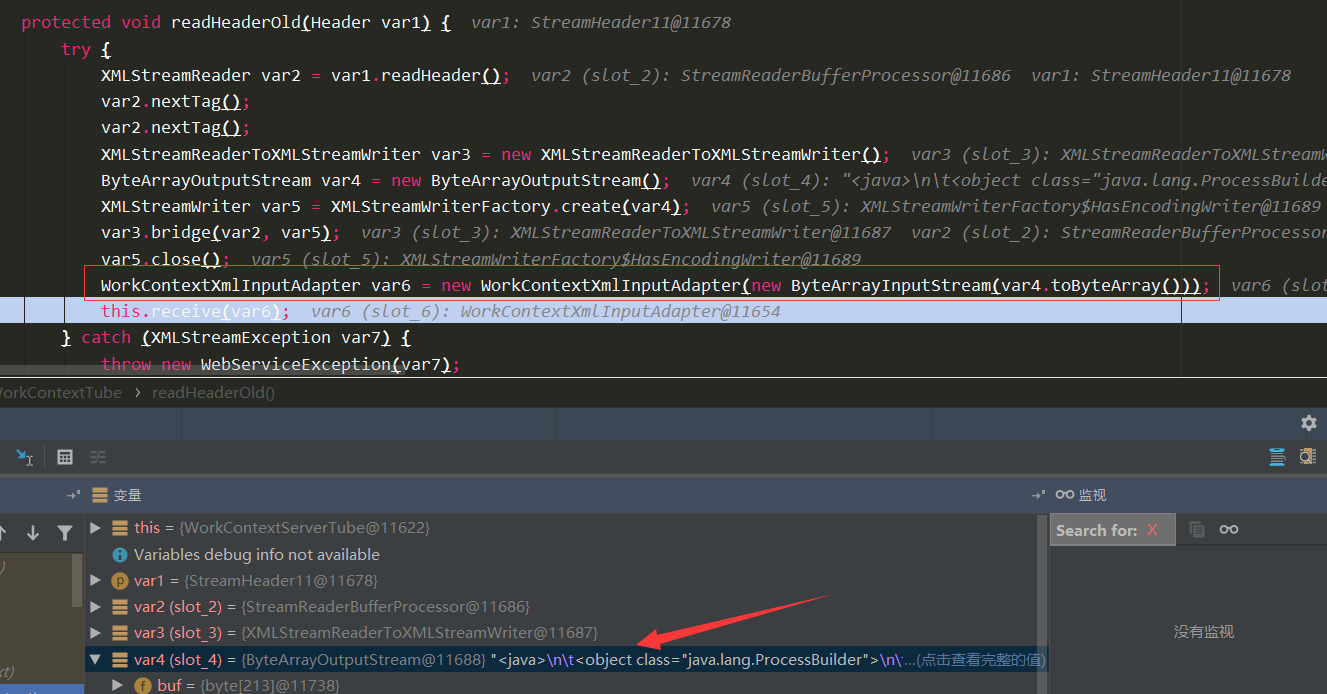 protected void readHeaderOld(Header var1) {  var1: StreamHeader11@11678
try {
XMLStreamReader var2 = var1.readHeader();  var2 (slot_2): StreamReaderBufferProcessor@11686  var1: StreamHeader11@11678
var2.nextTag();
var2.nextTag();
XMLStreamReaderToXMLStreamWriter var3 = new XMLStreamReaderToXMLStreamWriter();  var3 (slot_3): XMLStreamReaderToXMLStreamW
ByteArrayOutputStream var4 = new ByteArrayOutputStream();  var4 (slot_4): "<java>\n\t<object class="java.lang.ProcessBuilde
XMLStreamWriter var5 = XMLStreamWriterFactory.create(var4);  var5 (slot_5): XMLStreamWriterFactory$HasEncodingWriter@11689
var3.bridge(var2, var5);  var3 (slot_3): XMLStreamReaderToXMLStreamWriter@11687  var2 (slot_2): StreamReaderBufferProcessor
var5.close();  var5 (slot_5): XMLStreamWriterFactory$HasEncodingWriter@11689
WorkContextXmlInputAdapter var6 = new WorkContextXmlInputAdapter(new ByteArrayInputStream(var4.toByteArray()));  var6 (slot
this.receive(var6);  var6 (slot_6): WorkContextXmlInputAdapter@11654
} catch (XMLStreamException var7) {
throw new WebServiceException(var7);
WorkContextTube › readHeaderOld()
变量
监视
this = {WorkContextServerTube@11622}
Search for: X
Variables debug info not available
var1 = {StreamHeader11@11678}
var2 (slot_2) = {StreamReaderBufferProcessor@11686}
var3 (slot_3) = {XMLStreamReaderToXMLStreamWriter@11687}
没有监视
var4 (slot_4) = {ByteArrayOutputStream@11688} "<java>\n\t<object class="java.lang.ProcessBuilder">\n\...(点击查看完整的值)
xt)
buf = {byte[213]@11738}